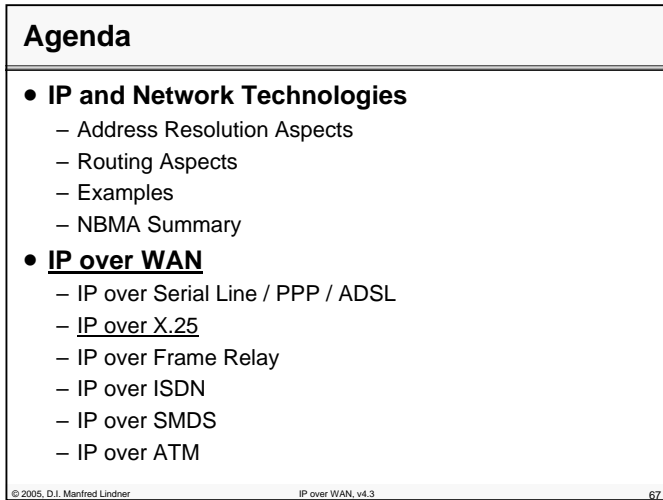 Agenda
• IP and Network Technologies
– Address Resolution Aspects
– Routing Aspects
– Examples
– NBMA Summary
• IP over WAN
– IP over Serial Line / PPP / ADSL
– IP over X.25
– IP over Frame Relay
– IP over ISDN
– IP over SMDS
– IP over ATM
© 2005, D.I. Manfred Lindner IP over WAN, v4.3 67